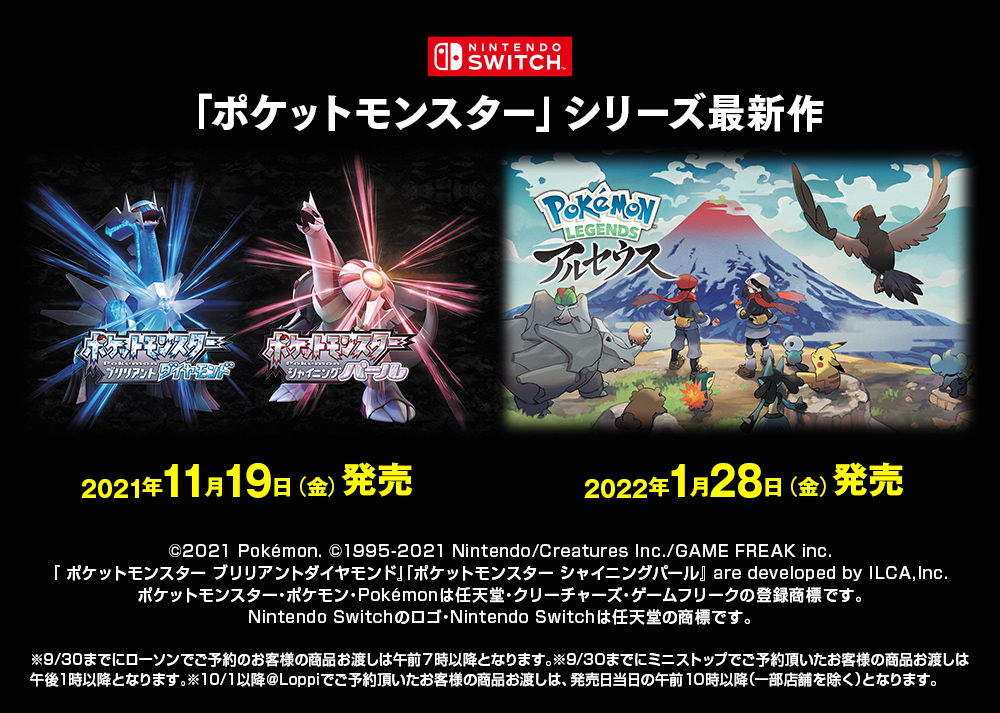 NINTENDO
SWITCH™
「ポケットモンスター」シリーズ最新作
POKéMON
LEGENDS
アルセウス
ポケットモンスター
ブリリアントダイヤモンド
ポケットモンスター
シャイニングパール
2021年11月19日（金）発売
2022年1月28日（金）発売
©2021 Pokémon. ©1995-2021 Nintendo/Creatures Inc./GAME FREAK inc.
『 ポケットモンスター ブリリアントダイヤモンド』『ポケットモンスター シャイニングパール』 are developed by ILCA,Inc.
ポケットモンスター・ポケモン・Pokémonは任天堂・クリーチャーズ・ゲームフリークの登録商標です。
Nintendo Switchのロゴ・Nintendo Switchは任天堂の商標です。
※9/30までにローソンでご予約のお客様の商品お渡しは午前7時以降となります。※9/30までにミニストップでご予約頂いたお客様の商品お渡しは
午後1時以降となります。※10/1以降@Loppiでご予約頂いたお客様の商品お渡しは、発売日当日の午前10時以降（一部店舗を除く）となります。